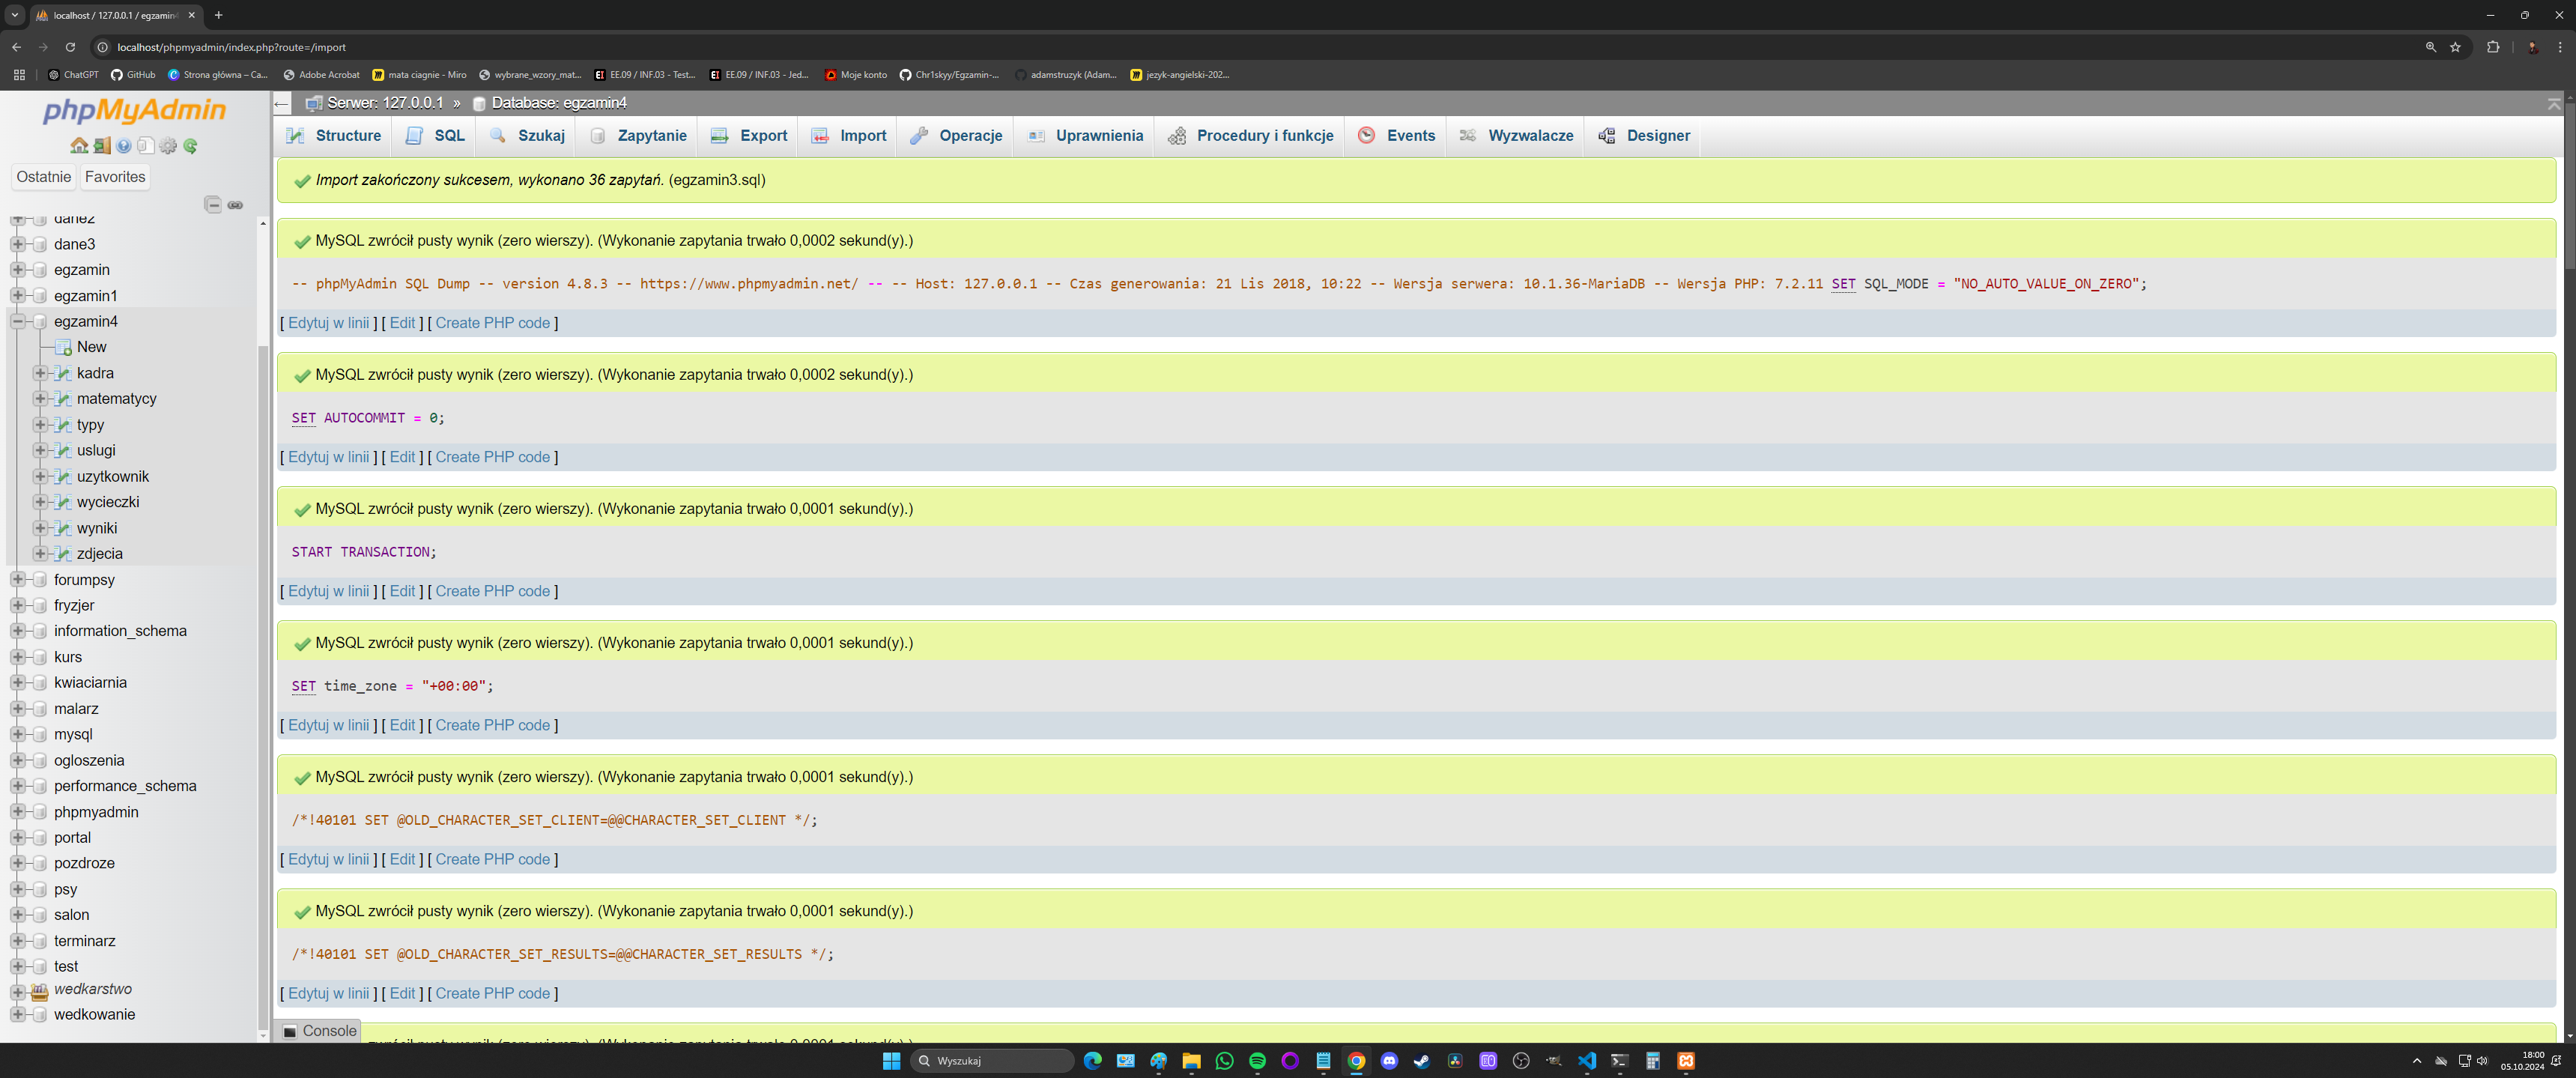 localhost / 127.0.0.1 / egzamin4
localhost/phpmyadmin/index.php?route=/import
ChatGPT
GitHub
Strona główna – Ca...
Adobe Acrobat
mata ciagnie - Miro
wybrane_wzory_mat...
EE.09 / INF.03 - Test...
EE.09 / INF.03 - Jed...
Moje konto
Chr1skyy/Egzamin-...
adamstruzyk (Adam...
jezyk-angielski-202...
phpMyAdmin
Ostatnie
Favorites
dane2
dane3
egzamin
egzamin1
egzamin4
New
kadra
matematycy
typy
uslugi
uzytkownik
wycieczki
wyniki
zdjecia
forumpsy
fryzjer
information_schema
kurs
kwiaciarnia
malarz
mysql
ogloszenia
performance_schema
phpmyadmin
portal
pozdroze
psy
salon
terminarz
test
wedkarstwo
wedkowanie
Serwer: 127.0.0.1 » Database: egzamin4
Structure SQL Szukaj Zapytanie Export Import Operacje Uprawnienia Procedury i funkcje Events Wyzwalacze Designer
Import zakończony sukcesem, wykonano 36 zapytań. (egzamin3.sql)
MySQL zwrócił pusty wynik (zero wierszy). (Wykonanie zapytania trwało 0,0002 sekund(y).)
-- phpMyAdmin SQL Dump -- version 4.8.3 -- https://www.phpmyadmin.net/ -- -- Host: 127.0.0.1 -- Czas generowania: 21 Lis 2018, 10:22 -- Wersja serwera: 10.1.36-MariaDB -- Wersja PHP: 7.2.11 SET SQL_MODE = "NO_AUTO_VALUE_ON_ZERO";
[ Edytuj w linii ] [ Edit ] [ Create PHP code ]
MySQL zwrócił pusty wynik (zero wierszy). (Wykonanie zapytania trwało 0,0002 sekund(y).)
SET AUTOCOMMIT = 0;
[ Edytuj w linii ] [ Edit ] [ Create PHP code ]
MySQL zwrócił pusty wynik (zero wierszy). (Wykonanie zapytania trwało 0,0001 sekund(y).)
START TRANSACTION;
[ Edytuj w linii ] [ Edit ] [ Create PHP code ]
MySQL zwrócił pusty wynik (zero wierszy). (Wykonanie zapytania trwało 0,0001 sekund(y).)
SET time_zone = "+00:00";
[ Edytuj w linii ] [ Edit ] [ Create PHP code ]
MySQL zwrócił pusty wynik (zero wierszy). (Wykonanie zapytania trwało 0,0001 sekund(y).)
/*!40101 SET @OLD_CHARACTER_SET_CLIENT=@@CHARACTER_SET_CLIENT */;
[ Edytuj w linii ] [ Edit ] [ Create PHP code ]
MySQL zwrócił pusty wynik (zero wierszy). (Wykonanie zapytania trwało 0,0001 sekund(y).)
/*!40101 SET @OLD_CHARACTER_SET_RESULTS=@@CHARACTER_SET_RESULTS */;
[ Edytuj w linii ] [ Edit ] [ Create PHP code ]
Console
zwrócił pusty wynik (zero wierszy). (Wykonanie zapytania trwało 0,0001 sekund(y).)
Wyszukaj
18:00
05.10.2024